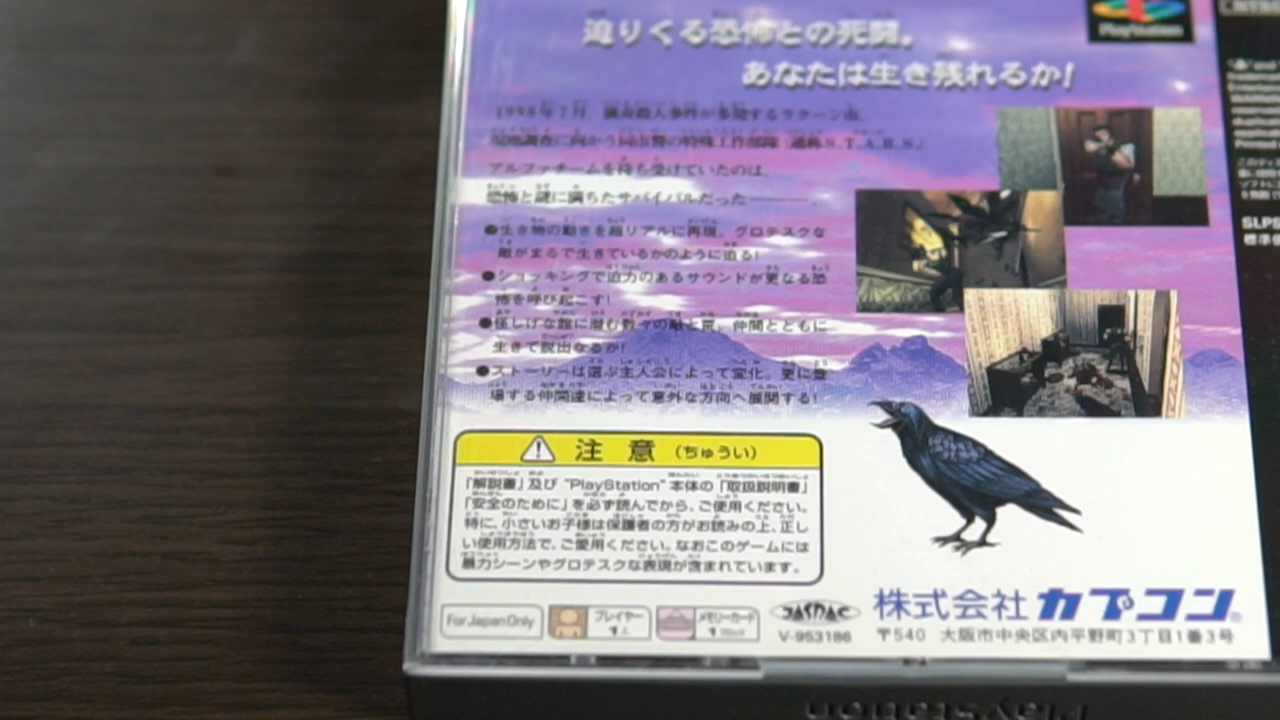 迫りくる恐怖との死闘。
あなたは生き残れるか!
PlayStation
1998年7月、猟奇殺人事件が多発するラクーン市。
現地調査に向かう同市警の特殊工作部隊「通称S.T.A.R.S.」
アルファチームを待ち受けていたのは、
恐怖と謎に満ちたサバイバルだった———。
●生き物の動きを超リアルに再現。グロテスクな
敵がまるで生きているかのように迫る!
●ショッキングで迫力のあるサウンドが更なる恐
怖を呼び起こす!
●怪しげな館に潜む数々の敵と罠。仲間とともに
生きて脱出なるか!
●ストーリーは選ぶ主人公によって変化。更に登
場する仲間達によって意外な方向へ展開する!
SLPS
注意(ちゅうい)
「解説書」及び“PlayStation”本体の「取扱説明書」
「安全のために」を必ず読んでから、ご使用ください。
特に、小さいお子様は保護者の方がお読みの上、正し
い使用方法で、ご愛用ください。なおこのゲームには
暴力シーンやグロテスクな表現が含まれています。
For Japan Only
プレイヤー
1人
メモリーカード
1ブロック
JASRAC
V-953186
株式会社カプコン
〒540 大阪市中央区内平野町3丁目1番3号
PlayStation